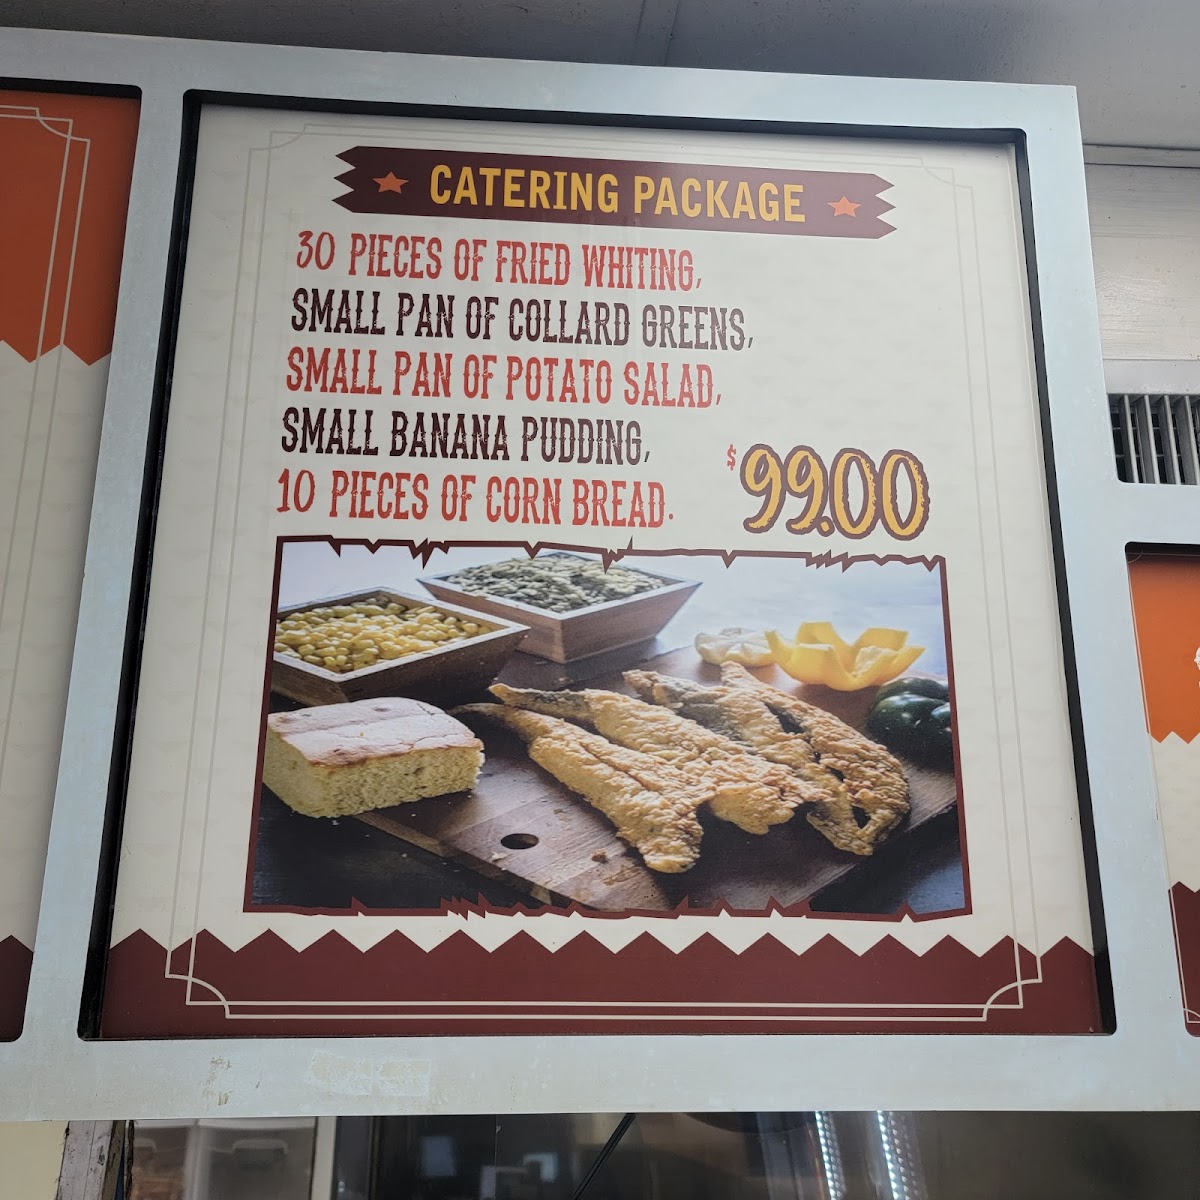 CATERING PACKAGE
30 PIECES OF FRIED WHITING,
SMALL PAN OF COLLARD GREENS,
SMALL PAN OF POTATO SALAD,
SMALL BANANA PUDDING,
10 PIECES OF CORN BREAD.
$99.00